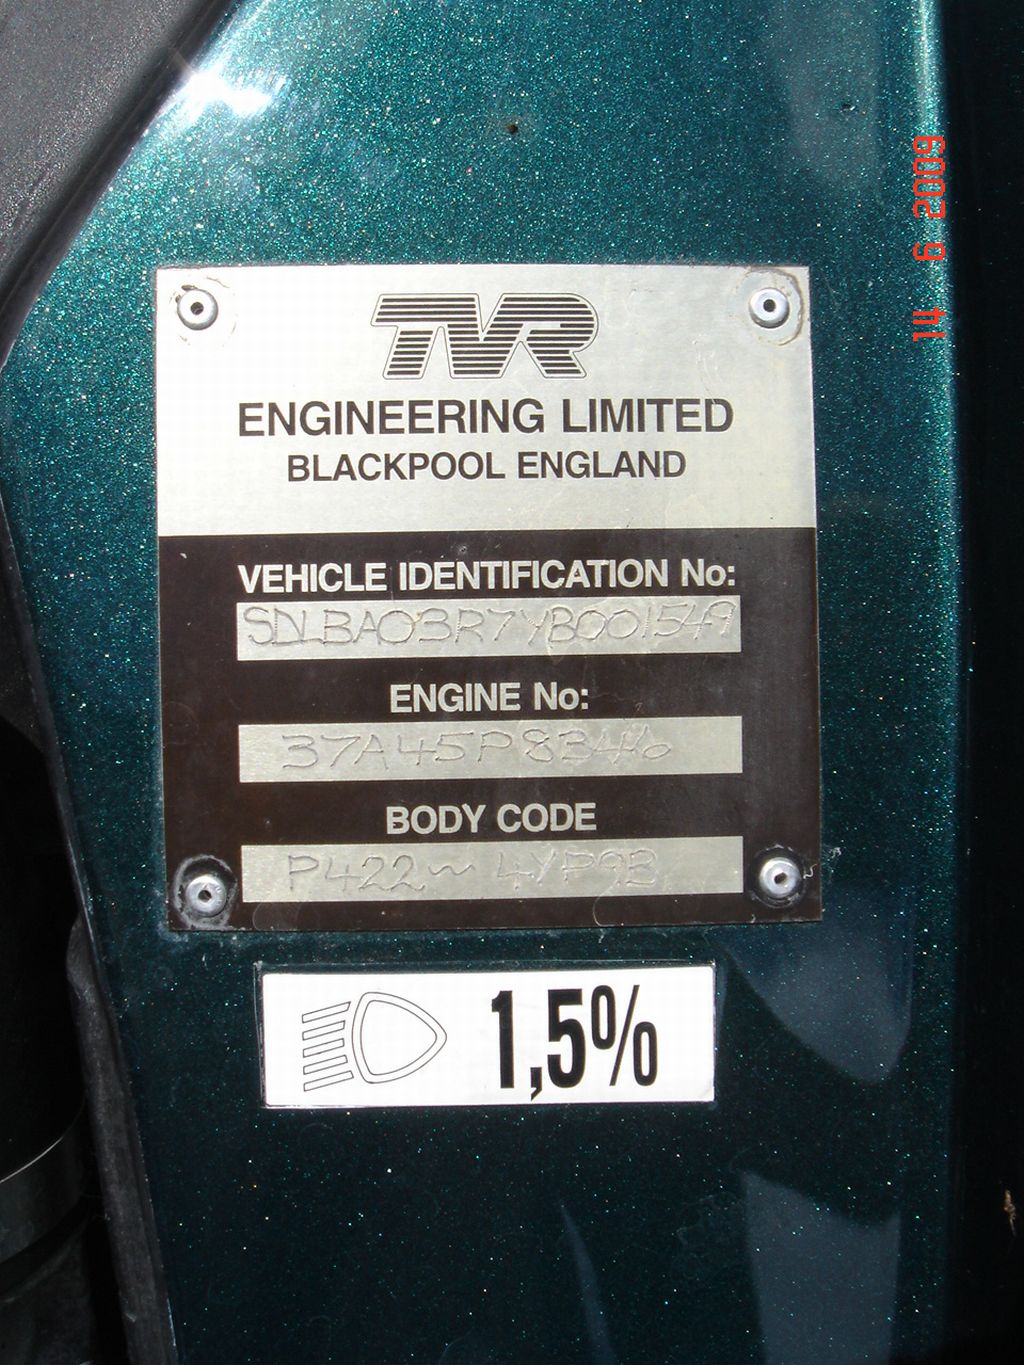 TVR
ENGINEERING LIMITED
BLACKPOOL ENGLAND
VEHICLE IDENTIFICATION No:
SDLBA03R7YB001549
ENGINE No:
37A45P8346
BODY CODE
P422~ 4YP9B
1,5%
14 9 2009